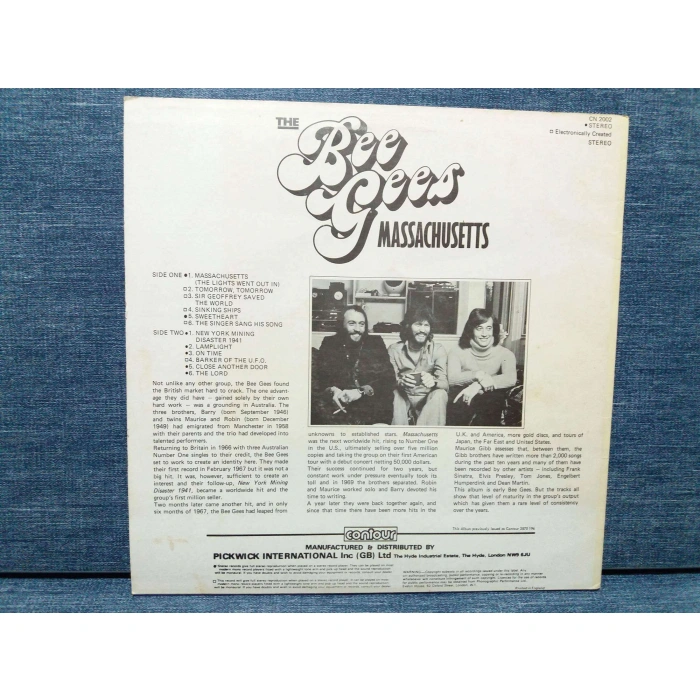 THE
Bee
Gees
MASSACHUSETTS
CN 2002
● STEREO
□ Electronically Created
STEREO
SIDE ONE ●1. MASSACHUSETTS
(THE LIGHTS WENT OUT IN)
□2. TOMORROW, TOMORROW
□3. SIR GEOFFREY SAVED
THE WORLD
□4. SINKING SHIPS
●5. SWEETHEART
□6. THE SINGER SANG HIS SONG
SIDE TWO ●1. NEW YORK MINING
DISASTER 1941
●2. LAMPLIGHT
●3. ON TIME
□4. BARKER OF THE U.F.O.
●5. CLOSE ANOTHER DOOR
●6. THE LORD
Not unlike any other group, the Bee Gees found
the British market hard to crack. The one advant-
age they did have – gained solely by their own
hard work – was a grounding in Australia. The
three brothers, Barry (born September 1946)
and twins Maurice and Robin (born December
1949) had emigrated from Manchester in 1958
with their parents and the trio had developed into
talented performers.
Returning to Britain in 1966 with three Australian
Number One singles to their credit, the Bee Gees
set to work to create an identity here. They made
their first record in February 1967 but it was not a
big hit. It was, however, sufficient to create an
interest and their follow-up, New York Mining
Disaster 1941, became a worldwide hit and the
group's first million seller.
Two months later came another hit; and in only
six months of 1967, the Bee Gees had leaped from
unknowns to established stars. Massachusetts
was the next worldwide hit; rising to Number One
in the U.S., ultimately selling over five million
copies and taking the group on their first American
tour with a debut concert netting 50,000 dollars.
Their success continued for two years, but
constant work under pressure eventually took its
toll and in 1969 the brothers separated. Robin
and Maurice worked solo and Barry devoted his
time to writing.
A year later they were back together again, and
since that time there have been more hits in the
U.K. and America, more gold discs, and tours of
Japan, the Far East and United States.
Maurice Gibb assesses that, between them, the
Gibb brothers have written more than 2,000 songs
during the past ten years and many of them have
been recorded by other artists – including Frank
Sinatra, Elvis Presley, Tom Jones, Engelbert
Humperdink and Dean Martin.
This album is early Bee Gees. But the tracks all
show that level of maturity in the group's output
which has given them a rare level of consistency
over the years.
This Album previously issued on Contour
contour
MANUFACTURED & DISTRIBUTED BY
PICKWICK INTERNATIONAL Inc (GB) Ltd The Hyde Industrial Estate, The Hyde, London NW9 6JU